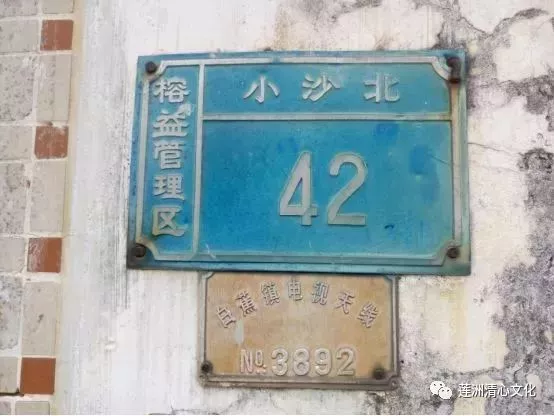 榕益管理区
小沙北
42
白蕉镇电视天线
NO 3892
莲洲清心文化